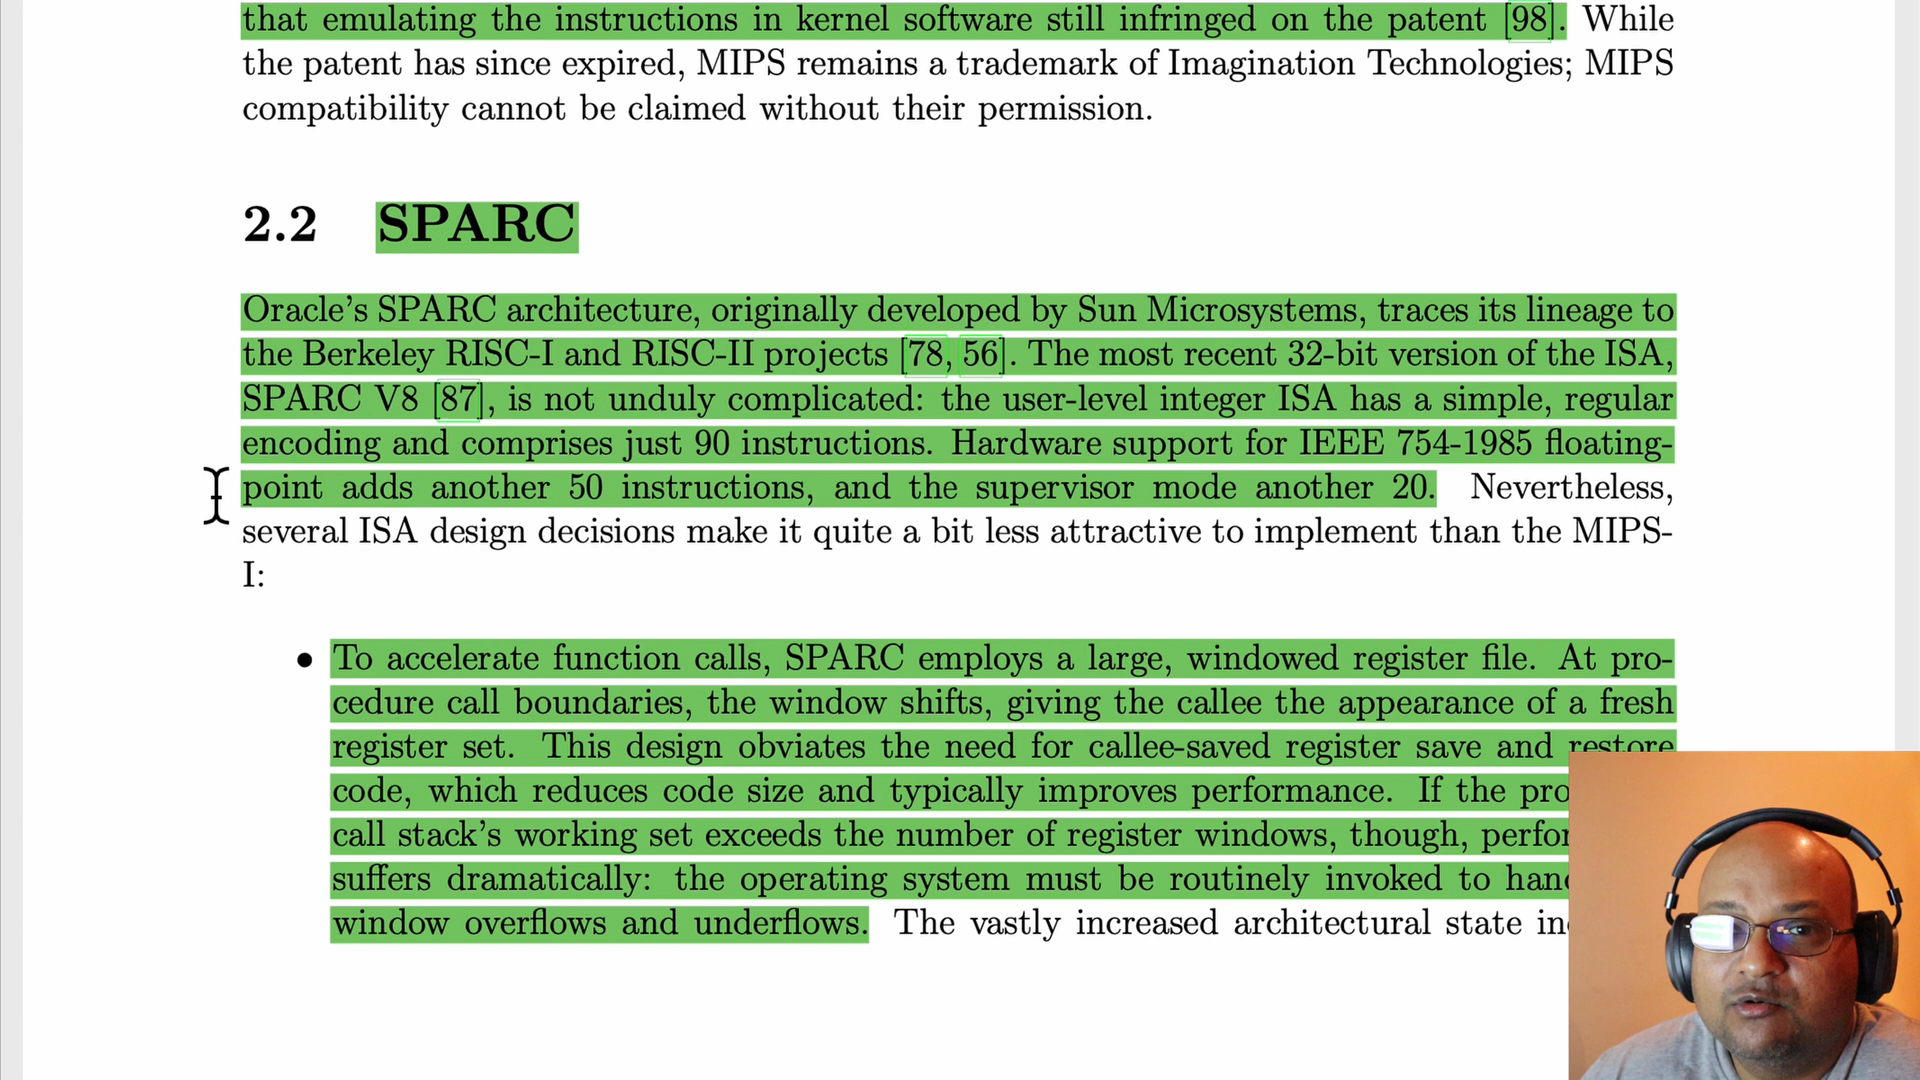 that emulating the instructions in kernel software still infringed on the patent [98]. While
the patent has since expired, MIPS remains a trademark of Imagination Technologies; MIPS
compatibility cannot be claimed without their permission.
2.2 SPARC
Oracle's SPARC architecture, originally developed by Sun Microsystems, traces its lineage to
the Berkeley RISC-I and RISC-II projects [78, 56]. The most recent 32-bit version of the ISA,
SPARC V8 [87], is not unduly complicated: the user-level integer ISA has a simple, regular
encoding and comprises just 90 instructions. Hardware support for IEEE 754-1985 floating-
point adds another 50 instructions, and the supervisor mode another 20. Nevertheless,
several ISA design decisions make it quite a bit less attractive to implement than the MIPS-
I:
• To accelerate function calls, SPARC employs a large, windowed register file. At pro-
cedure call boundaries, the window shifts, giving the callee the appearance of a fresh
register set. This design obviates the need for callee-saved register save and restore
code, which reduces code size and typically improves performance. If the
call stack's working set exceeds the number of register windows, though,
suffers dramatically: the operating system must be routinely invoked to
window overflows and underflows. The vastly increased architectural state